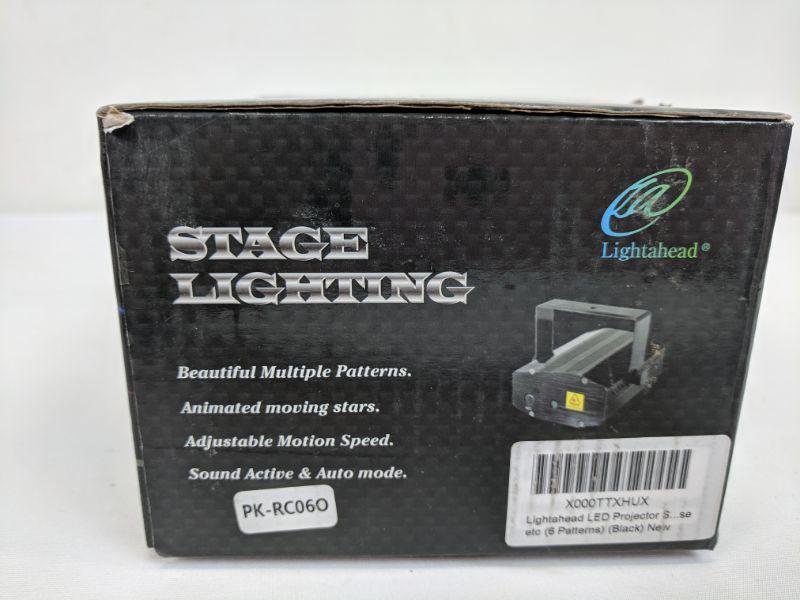 STAGE
LIGHTING
Lightahead®
Beautiful Multiple Patterns.
Animated moving stars.
Adjustable Motion Speed.
Sound Active & Auto mode.
PK-RC06O
X000TTXHUX
Lightahead LED Projector S...se
etc (6 Patterns) (Black) New